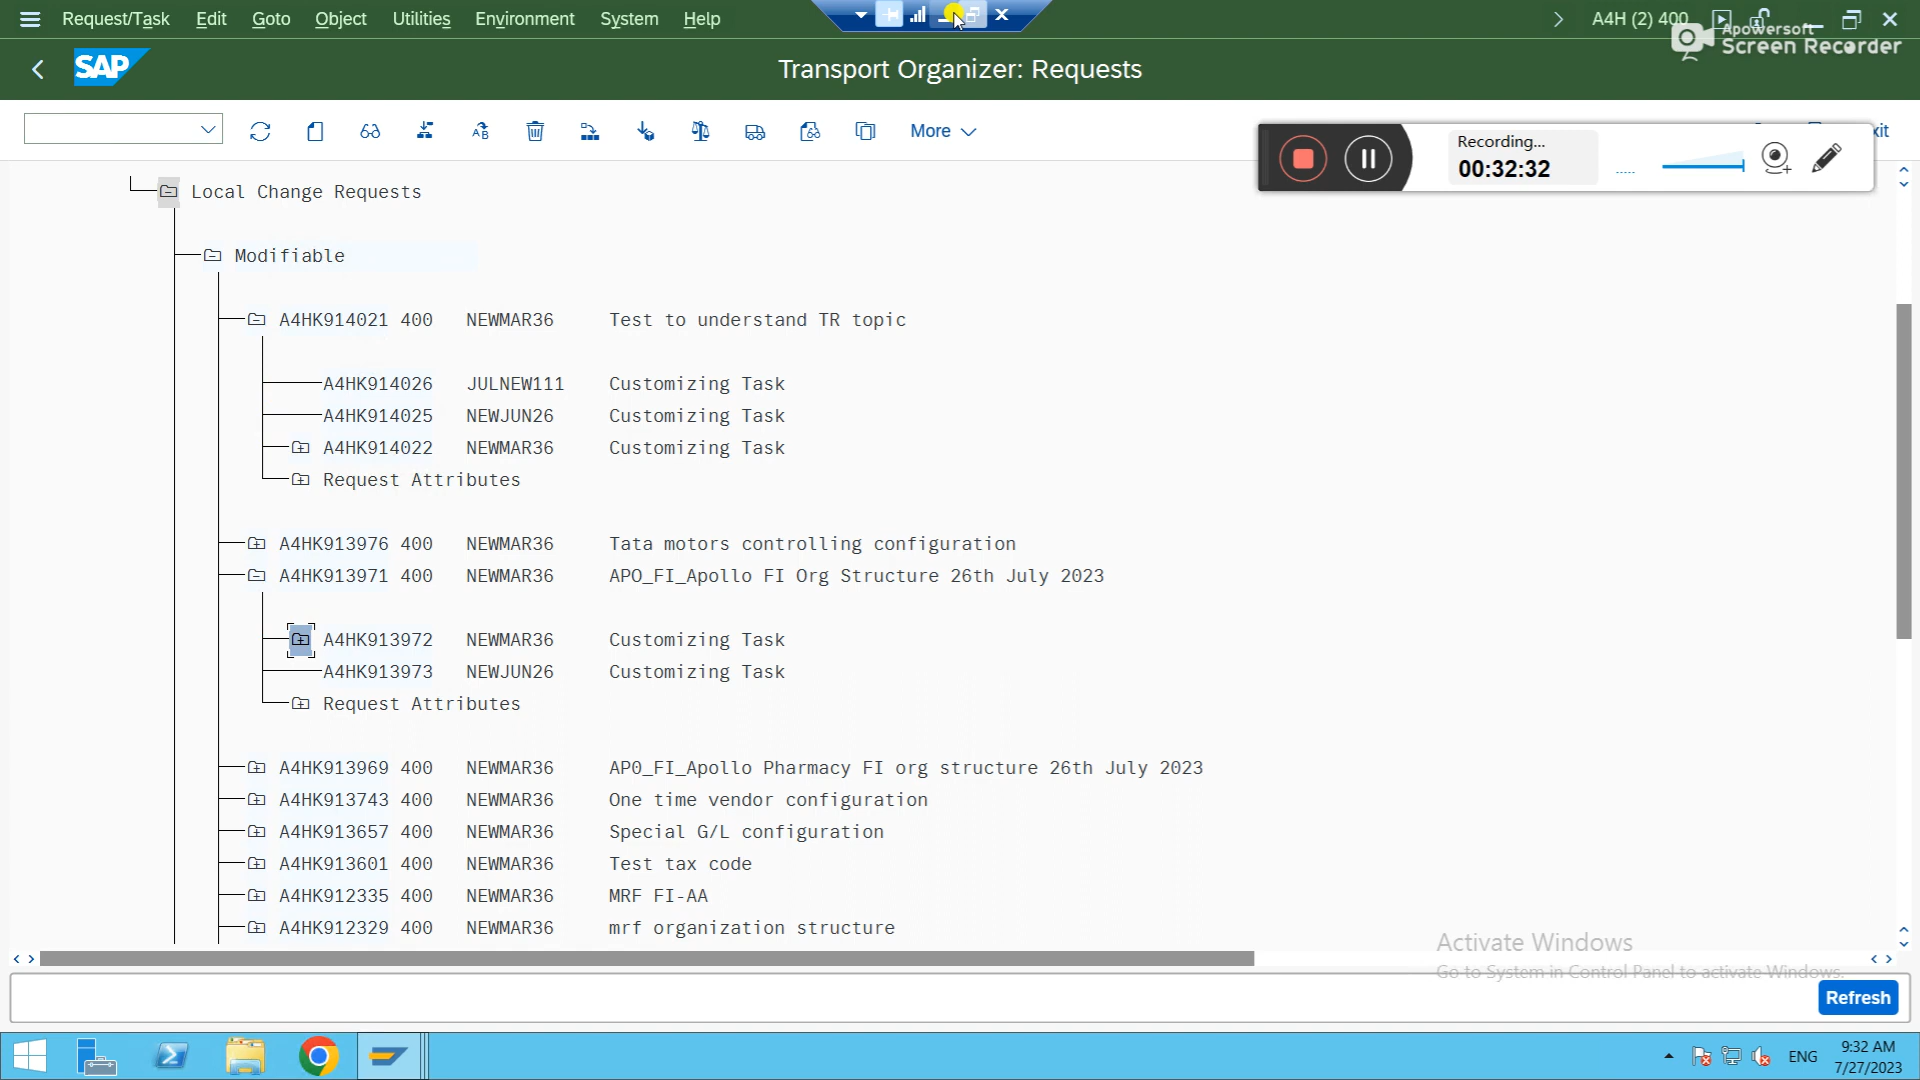 Request/Task Edit Goto Object Utilities Environment System Help A4H (2) 400
Apowersoft
Screen Recorder
SAP Transport Organizer: Requests
More
Recording...
00:32:32
Local Change Requests
Modifiable
A4HK914021 400 NEWMAR36 Test to understand TR topic
A4HK914026 JULNEW111 Customizing Task
A4HK914025 NEWJUN26 Customizing Task
A4HK914022 NEWMAR36 Customizing Task
Request Attributes
A4HK913976 400 NEWMAR36 Tata motors controlling configuration
A4HK913971 400 NEWMAR36 APO_FI_Apollo FI Org Structure 26th July 2023
A4HK913972 NEWMAR36 Customizing Task
A4HK913973 NEWJUN26 Customizing Task
Request Attributes
A4HK913969 400 NEWMAR36 AP0_FI_Apollo Pharmacy FI org structure 26th July 2023
A4HK913743 400 NEWMAR36 One time vendor configuration
A4HK913657 400 NEWMAR36 Special G/L configuration
A4HK913601 400 NEWMAR36 Test tax code
A4HK912335 400 NEWMAR36 MRF FI-AA
A4HK912329 400 NEWMAR36 mrf organization structure
Activate Windows
Go to System in Control Panel to activate Windows.
Refresh
ENG
9:32 AM
7/27/2023